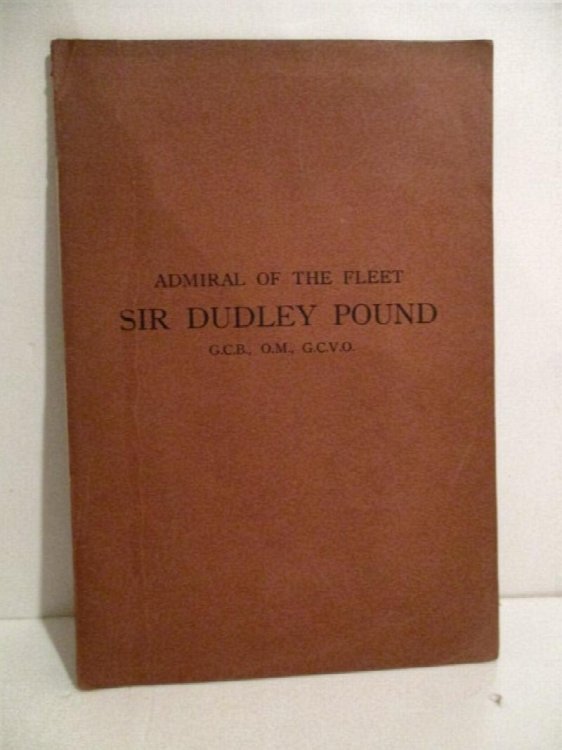 ADMIRAL OF THE FLEET
SIR DUDLEY POUND
G.C.B., O.M., G.C.V.O.